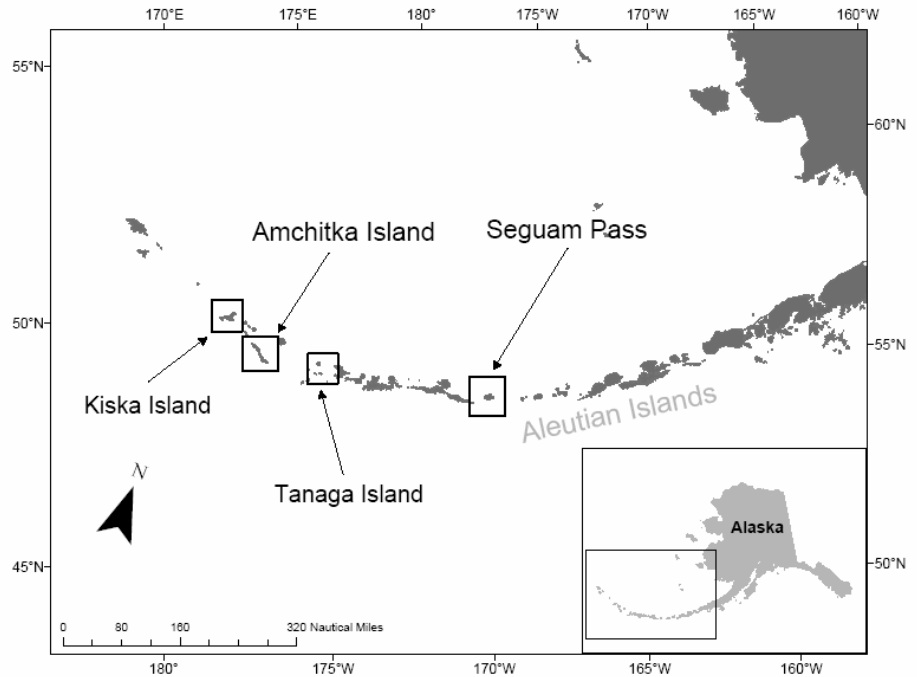 170°E 175°E 180° 175°W 170°W 165°W 160°W
55°N
60°N
Amchitka Island
Seguam Pass
50°N
55°N
Kiska Island
Aleutian Islands
N
Tanaga Island
Alaska
45°N
50°N
0 80 160 320 Nautical Miles
180° 175°W 170°W 165°W 160°W